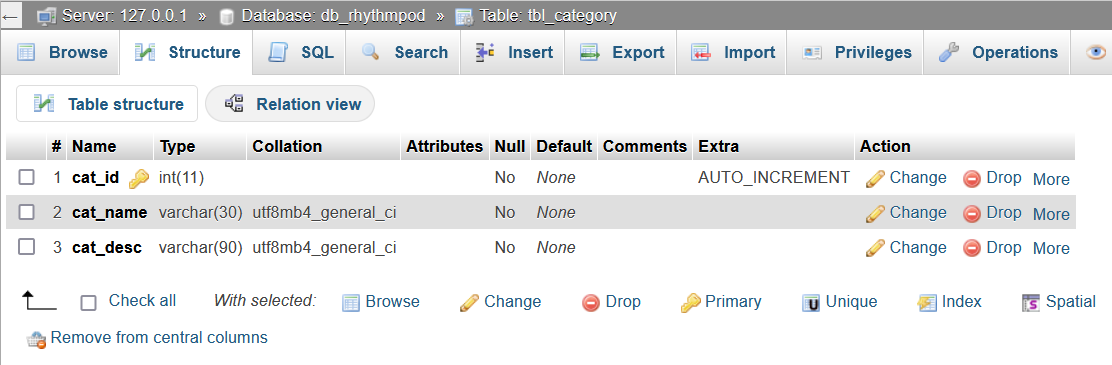 ← Server: 127.0.0.1 » Database: db_rhythmpod » Table: tbl_category
Browse Structure SQL Search Insert Export Import Privileges Operations
Table structure Relation view
# Name Type Collation Attributes Null Default Comments Extra Action
1 cat_id int(11) No None AUTO_INCREMENT Change Drop More
2 cat_name varchar(30) utf8mb4_general_ci No None Change Drop More
3 cat_desc varchar(90) utf8mb4_general_ci No None Change Drop More
Check all With selected: Browse Change Drop Primary Unique Index Spatial
Remove from central columns